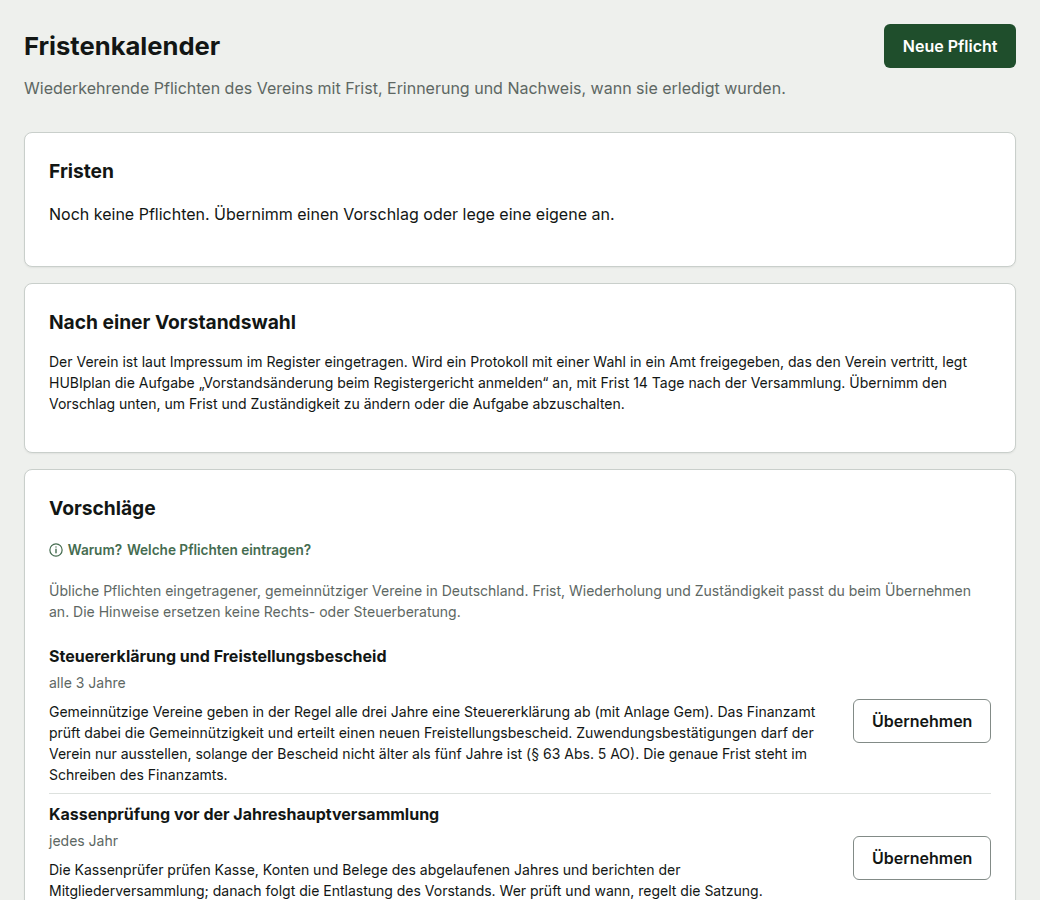 Fristenkalender
Neue Pflicht
Wiederkehrende Pflichten des Vereins mit Frist, Erinnerung und Nachweis, wann sie erledigt wurden.
Fristen
Noch keine Pflichten. Übernimm einen Vorschlag oder lege eine eigene an.
Nach einer Vorstandswahl
Der Verein ist laut Impressum im Register eingetragen. Wird ein Protokoll mit einer Wahl in ein Amt freigegeben, das den Verein vertritt, legt
HUBIplan die Aufgabe „Vorstandsänderung beim Registergericht anmelden“ an, mit Frist 14 Tage nach der Versammlung. Übernimm den
Vorschlag unten, um Frist und Zuständigkeit zu ändern oder die Aufgabe abzuschalten.
Vorschläge
Warum? Welche Pflichten eintragen?
Übliche Pflichten eingetragener, gemeinnütziger Vereine in Deutschland. Frist, Wiederholung und Zuständigkeit passt du beim Übernehmen
an. Die Hinweise ersetzen keine Rechts- oder Steuerberatung.
Steuererklärung und Freistellungsbescheid
alle 3 Jahre
Gemeinnützige Vereine geben in der Regel alle drei Jahre eine Steuererklärung ab (mit Anlage Gem). Das Finanzamt
prüft dabei die Gemeinnützigkeit und erteilt einen neuen Freistellungsbescheid. Zuwendungsbestätigungen darf der
Verein nur ausstellen, solange der Bescheid nicht älter als fünf Jahre ist (§ 63 Abs. 5 AO). Die genaue Frist steht im
Schreiben des Finanzamts.
Übernehmen
Kassenprüfung vor der Jahreshauptversammlung
jedes Jahr
Die Kassenprüfer prüfen Kasse, Konten und Belege des abgelaufenen Jahres und berichten der
Mitgliederversammlung; danach folgt die Entlastung des Vorstands. Wer prüft und wann, regelt die Satzung.
Übernehmen